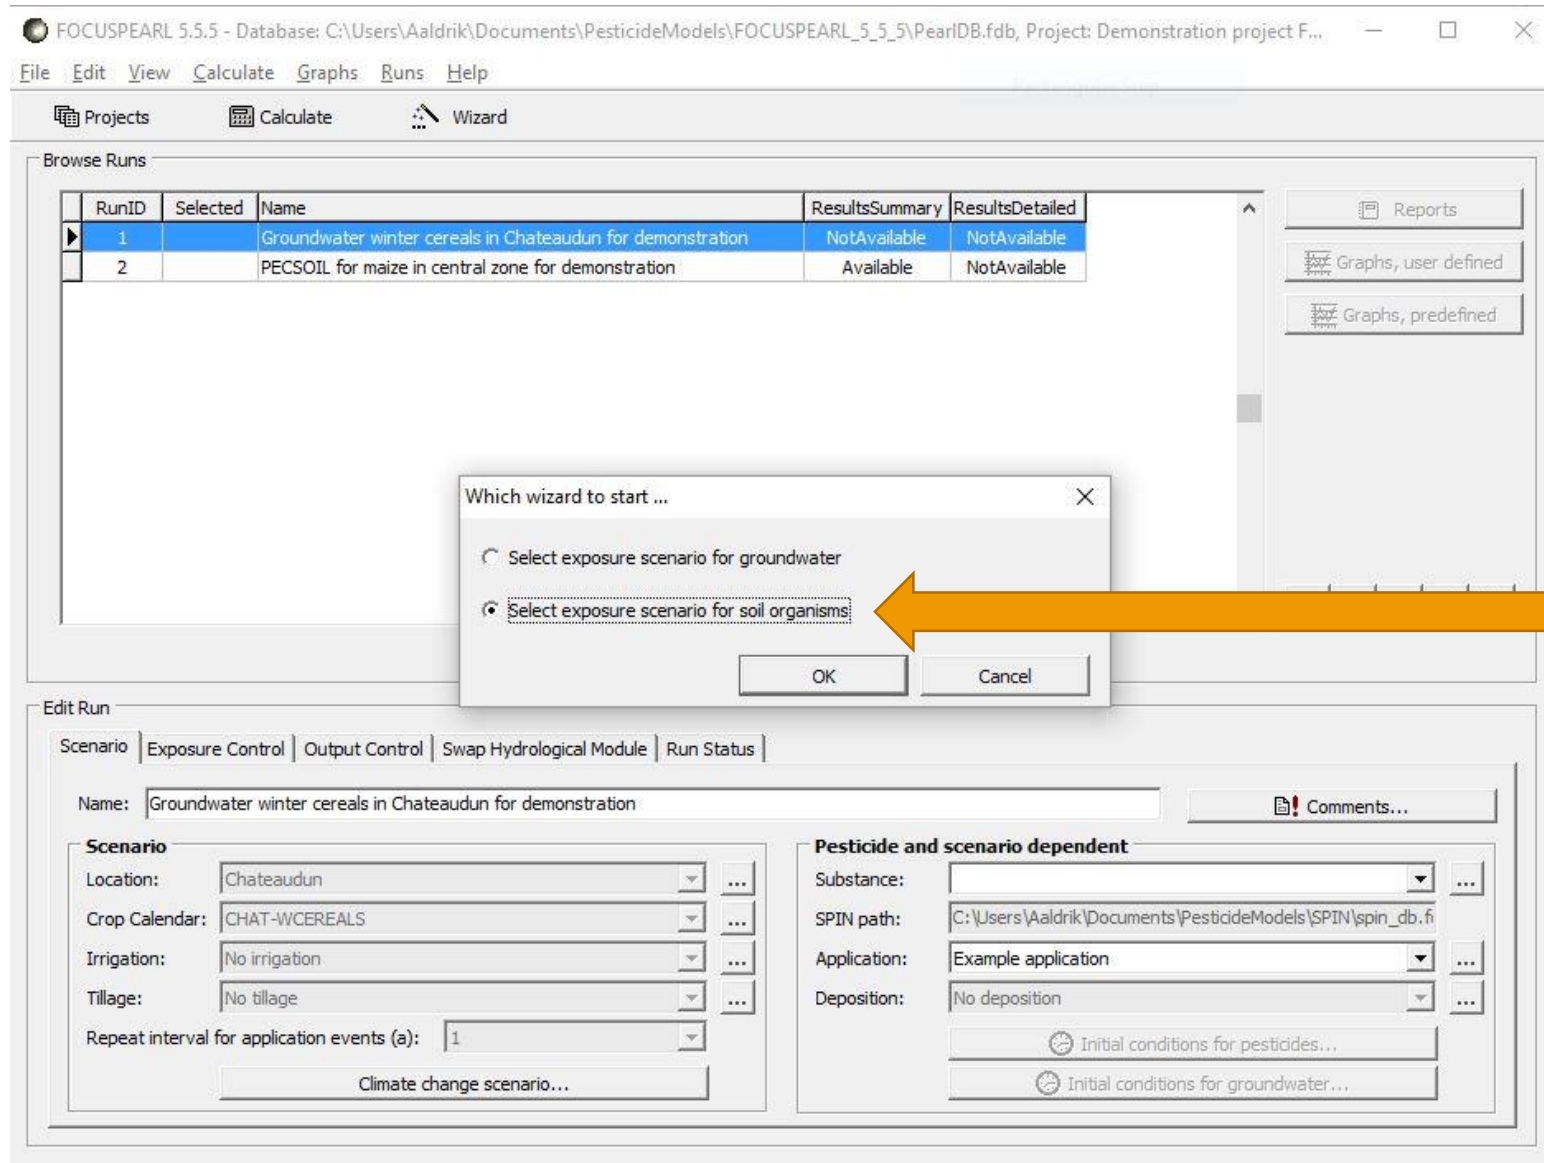 FOCUSPEARL 5.5.5 - Database: C:\Users\Aaldrik\Documents\PesticideModels\FOCUSPEARL_5_5_5\PearlDB.fdb, Project: Demonstration project F...
File Edit View Calculate Graphs Runs Help
Projects Calculate Wizard
Browse Runs
RunID Selected Name ResultsSummary ResultsDetailed
1 Groundwater winter cereals in Chateaudun for demonstration NotAvailable NotAvailable
2 PECSOIL for maize in central zone for demonstration Available NotAvailable
Reports
Graphs, user defined
Graphs, predefined
Which wizard to start ...
Select exposure scenario for groundwater
Select exposure scenario for soil organisms
OK Cancel
Edit Run
Scenario Exposure Control Output Control Swap Hydrological Module Run Status
Name: Groundwater winter cereals in Chateaudun for demonstration Comments...
Scenario
Location: Chateaudun ...
Crop Calendar: CHAT-WCEREALS ...
Irrigation: No irrigation ...
Tillage: No tillage ...
Repeat interval for application events (a): 1
Climate change scenario...
Pesticide and scenario dependent
Substance: ...
SPIN path: C:\Users\Aaldrik\Documents\PesticideModels\SPIN\spin_db.f
Application: Example application ...
Deposition: No deposition ...
Initial conditions for pesticides...
Initial conditions for groundwater...